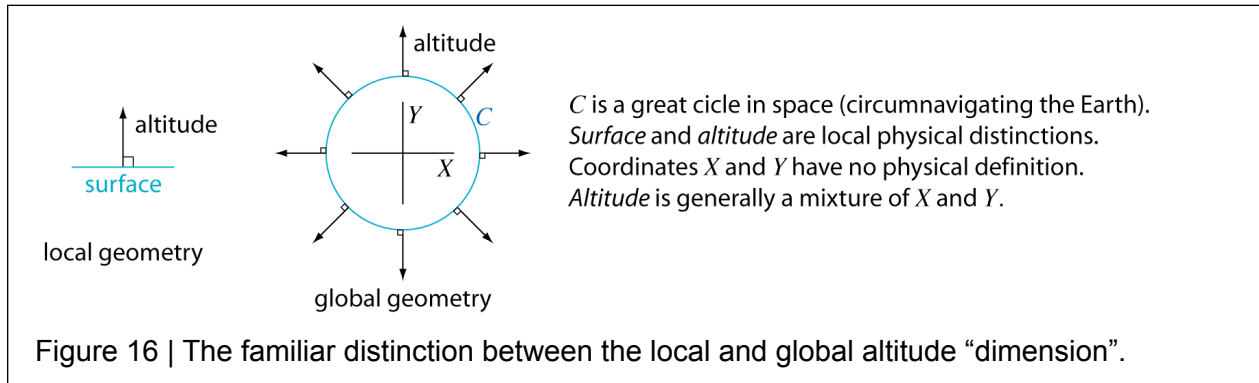 altitude
surface
local geometry
altitude
Y
C
X
global geometry
C is a great cicle in space (circumnavigating the Earth).
Surface and altitude are local physical distinctions.
Coordinates X and Y have no physical definition.
Altitude is generally a mixture of X and Y.
Figure 16 | The familiar distinction between the local and global altitude “dimension”.